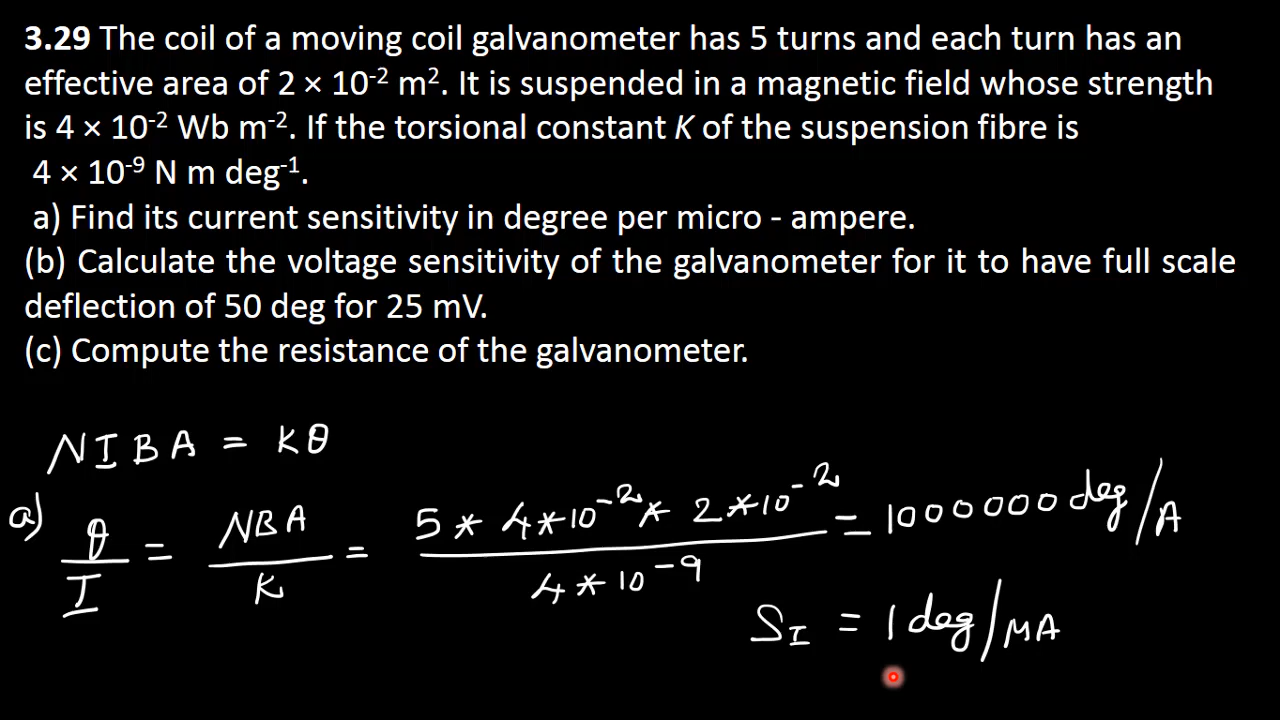 3.29 The coil of a moving coil galvanometer has 5 turns and each turn has an
effective area of 2 × 10⁻² m². It is suspended in a magnetic field whose strength
is 4 × 10⁻² Wb m⁻². If the torsional constant K of the suspension fibre is
4 × 10⁻⁹ N m deg⁻¹.
a) Find its current sensitivity in degree per micro - ampere.
(b) Calculate the voltage sensitivity of the galvanometer for it to have full scale
deflection of 50 deg for 25 mV.
(c) Compute the resistance of the galvanometer.
NIBA = Kθ
a) θ/I = NBA/K = 5 * 4*10⁻² * 2*10⁻² / 4*10⁻⁹ = 1000000 deg/A
S_I = 1 deg/μA